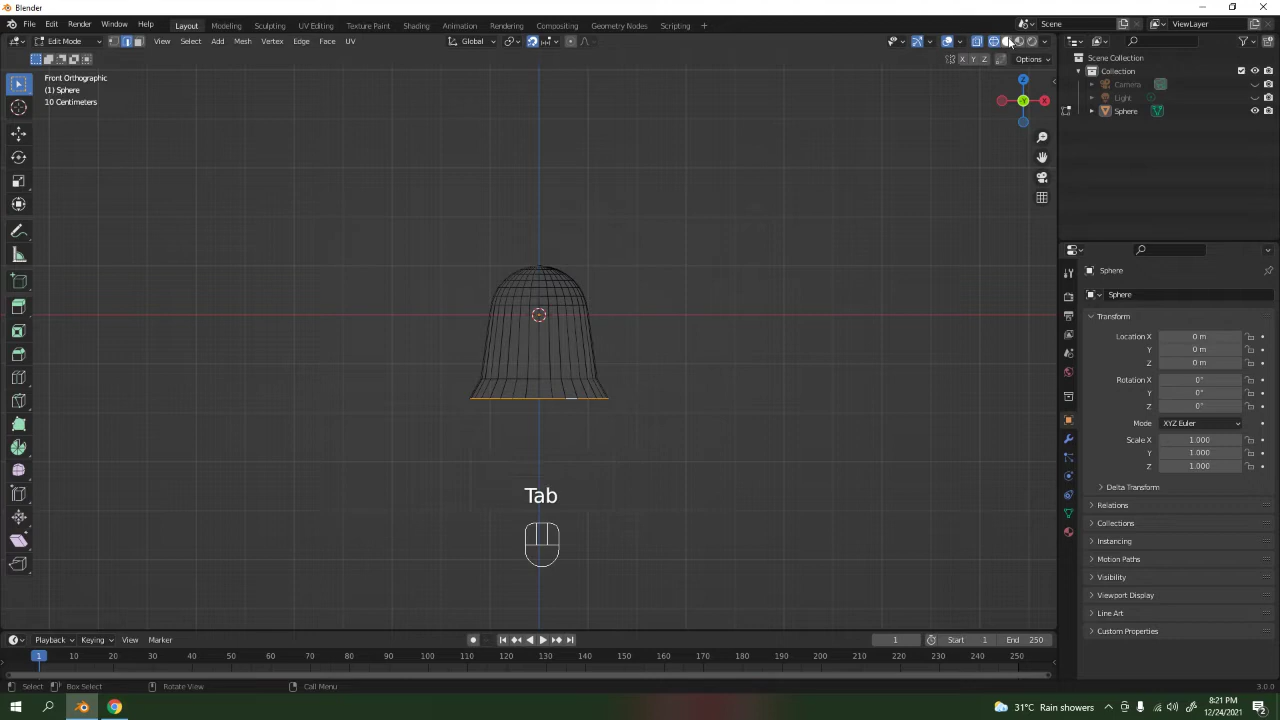 Blender
File Edit Render Window Help Layout Modeling Sculpting UV Editing Texture Paint Shading Animation Rendering Compositing Geometry Nodes Scripting + Scene ViewLayer
Edit Mode View Select Add Mesh Vertex Edge Face UV Global
X Y Z Options
Front Orthographic
(1) Sphere
10 Centimeters
Z
X
Y
Scene Collection
Collection
Camera
Light
Sphere
Sphere
Sphere
Transform
Location X 0 m
Y 0 m
Z 0 m
Rotation X 0°
Y 0°
Z 0°
Mode XYZ Euler
Scale X 1.000
Y 1.000
Z 1.000
Delta Transform
Relations
Collections
Instancing
Motion Paths
Visibility
Viewport Display
Line Art
Custom Properties
Tab
Playback Keying View Marker 1 Start 1 End 250
1 10 20 30 40 50 60 70 80 90 100 110 120 130 140 150 160 170 180 190 200 210 220 230 240 250
Select Box Select Rotate View Call Menu 3.0.0
31°C Rain showers
8:21 PM
12/24/2021
2